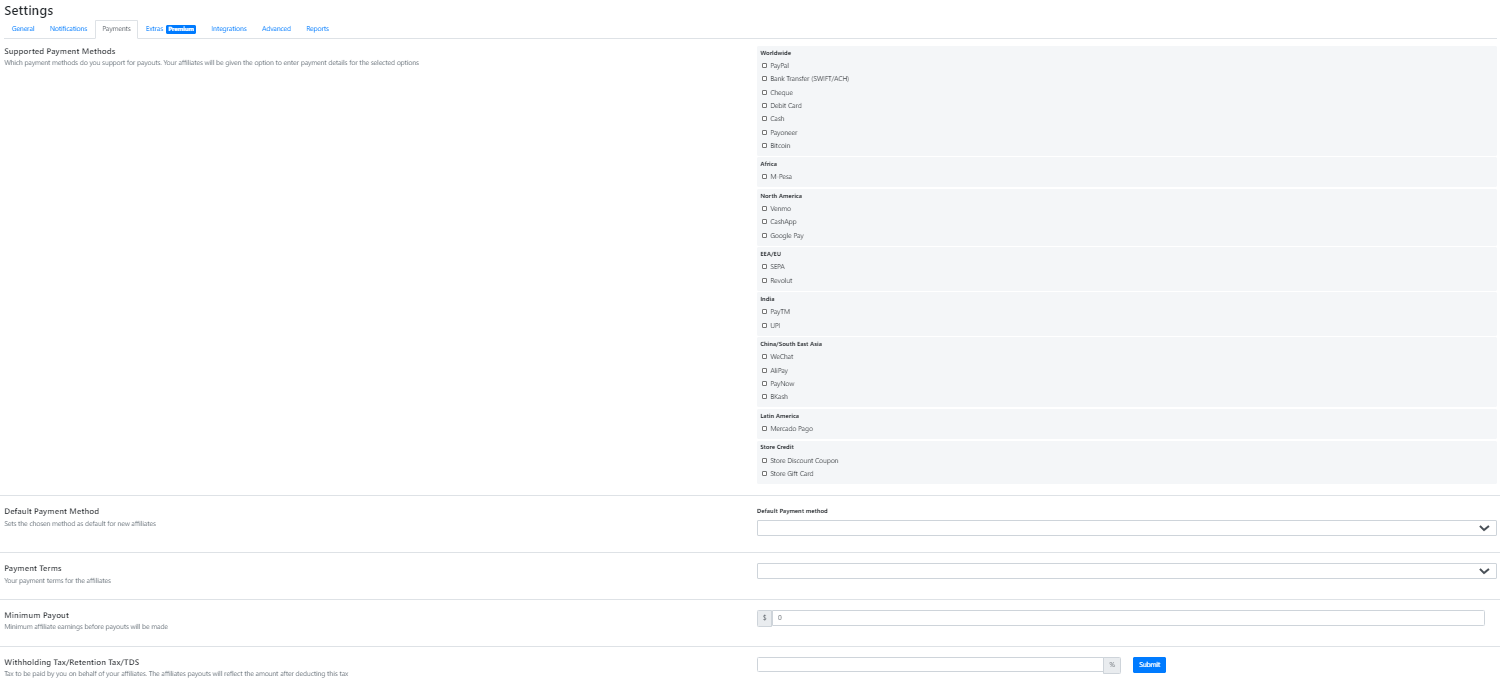 Settings
General Notifications Payments Extras Premium Integrations Advanced Reports
Supported Payment Methods
Which payment methods do you support for payouts. Your affiliates will be given the option to enter payment details for the selected options
Worldwide
PayPal
Bank Transfer (SWIFT/ACH)
Cheque
Debit Card
Cash
Payoneer
Bitcoin
Africa
M-Pesa
North America
Venmo
CashApp
Google Pay
EEA/EU
SEPA
Revolut
India
PayTM
UPI
China/South East Asia
WeChat
AliPay
PayNow
BKash
Latin America
Mercado Pago
Store Credit
Store Discount Coupon
Store Gift Card
Default Payment Method
Sets the chosen method as default for new affiliates
Default Payment method
Payment Terms
Your payment terms for the affiliates
Minimum Payout
Minimum affiliate earnings before payouts will be made
$ 0
Withholding Tax/Retention Tax/TDS
Tax to be paid by you on behalf of your affiliates. The affiliates payouts will reflect the amount after deducting this tax
% Submit